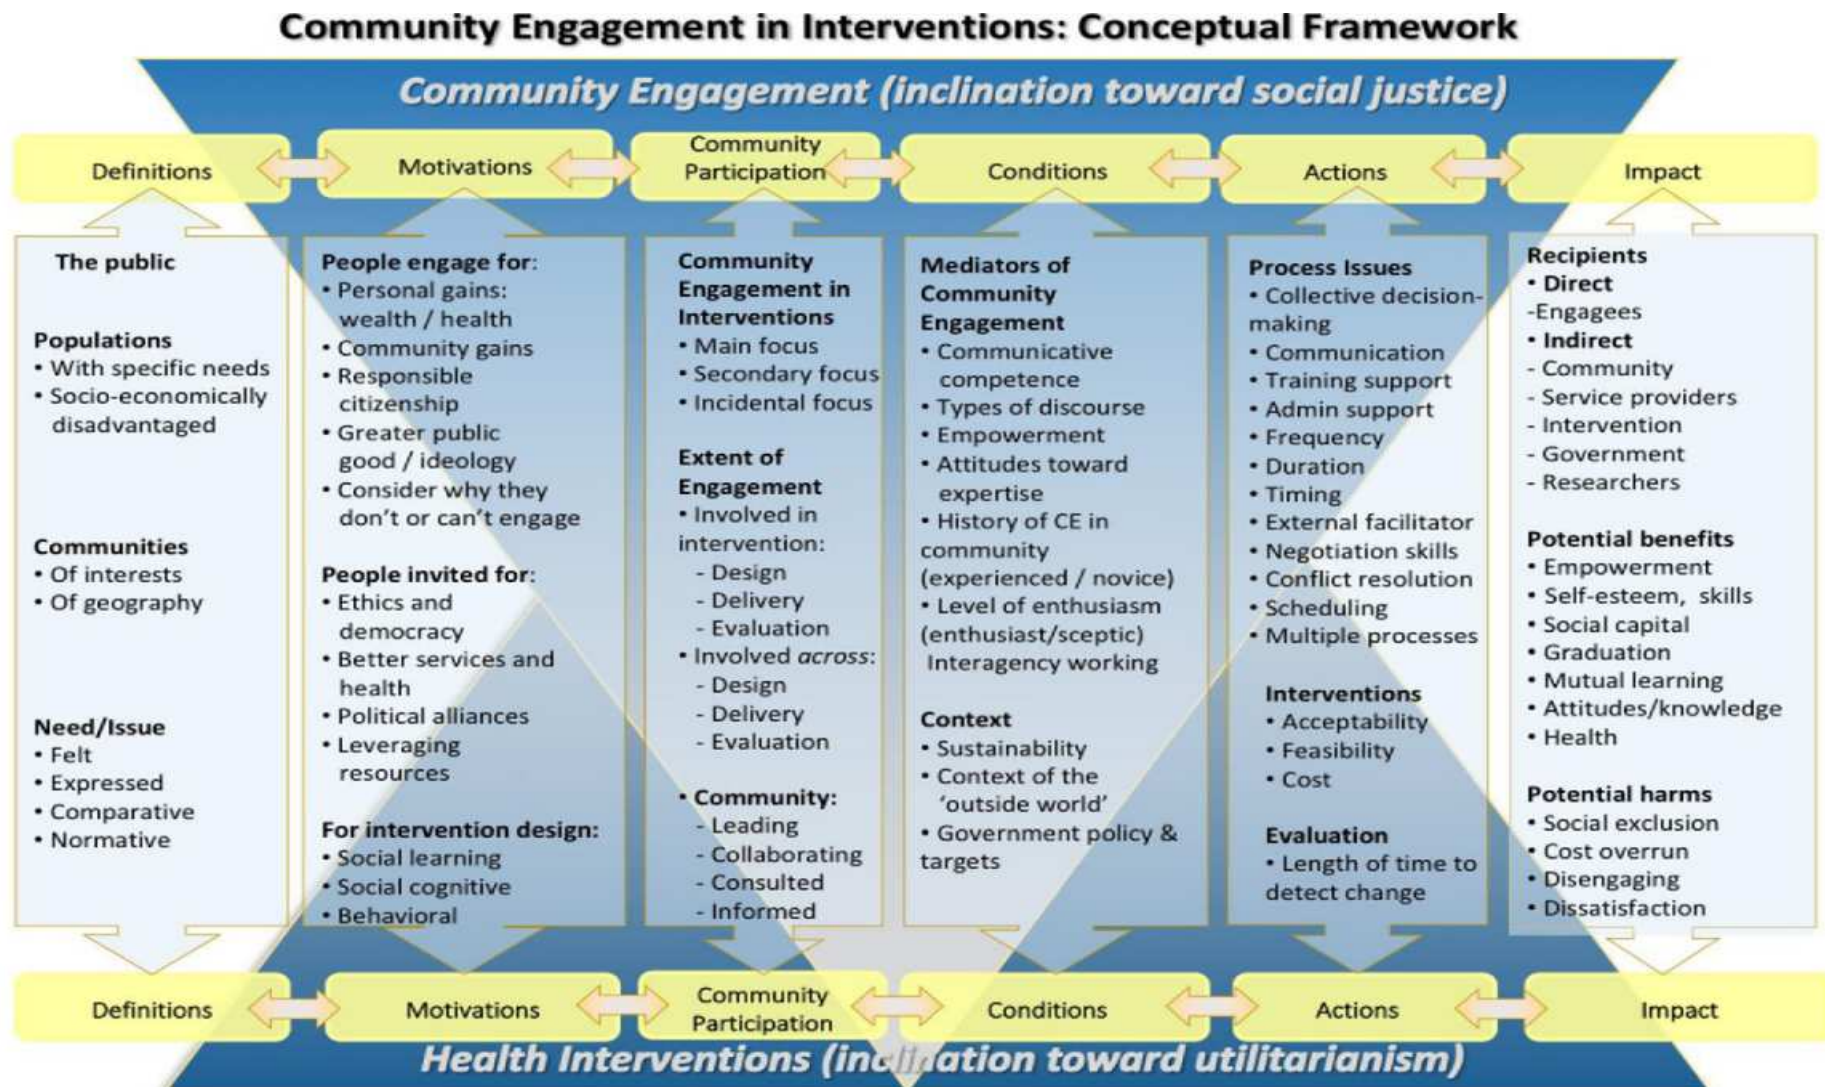 Community Engagement in Interventions: Conceptual Framework
Community Engagement (inclination toward social justice)
Definitions
Motivations
Community
Participation
Conditions
Actions
Impact
The public
Populations
• With specific needs
• Socio-economically
disadvantaged
Communities
• Of interests
• Of geography
Need/Issue
• Felt
• Expressed
• Comparative
• Normative
People engage for:
• Personal gains:
wealth / health
• Community gains
• Responsible
citizenship
• Greater public
good / ideology
• Consider why they
don't or can't engage
People invited for:
• Ethics and
democracy
• Better services and
health
• Political alliances
• Leveraging
resources
For intervention design:
• Social learning
• Social cognitive
• Behavioral
Community
Engagement in
Interventions
• Main focus
• Secondary focus
• Incidental focus
Extent of
Engagement
• Involved in
intervention:
- Design
- Delivery
- Evaluation
• Involved across:
- Design
- Delivery
- Evaluation
• Community:
- Leading
- Collaborating
- Consulted
- Informed
Mediators of
Community
Engagement
• Communicative
competence
• Types of discourse
• Empowerment
• Attitudes toward
expertise
• History of CE in
community
(experienced / novice)
• Level of enthusiasm
(enthusiast/sceptic)
Interagency working
Context
• Sustainability
• Context of the
'outside world'
• Government policy &
targets
Process Issues
• Collective decision-
making
• Communication
• Training support
• Admin support
• Frequency
• Duration
• Timing
• External facilitator
• Negotiation skills
• Conflict resolution
• Scheduling
• Multiple processes
Interventions
• Acceptability
• Feasibility
• Cost
Evaluation
• Length of time to
detect change
Recipients
• Direct
-Engagees
• Indirect
- Community
- Service providers
- Intervention
- Government
- Researchers
Potential benefits
• Empowerment
• Self-esteem, skills
• Social capital
• Graduation
• Mutual learning
• Attitudes/knowledge
• Health
Potential harms
• Social exclusion
• Cost overrun
• Disengaging
• Dissatisfaction
Definitions
Motivations
Community
Participation
Conditions
Actions
Impact
Health Interventions (inclination toward utilitarianism)